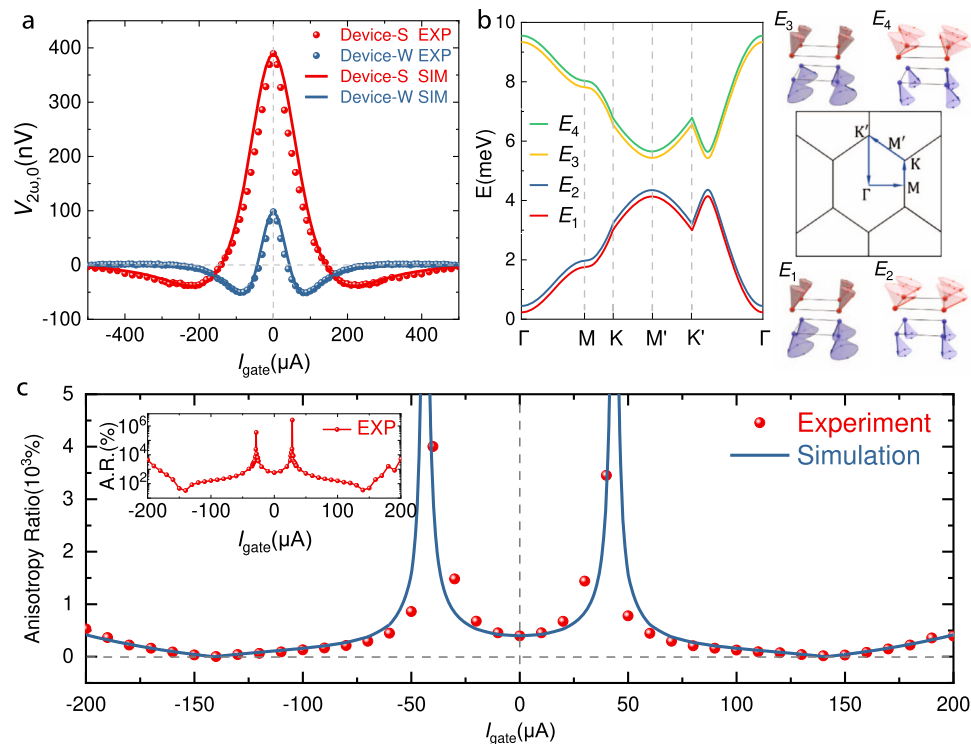 a
Device-S EXP
Device-W EXP
Device-S SIM
Device-W SIM
V2ω,0(nV)
400
300
200
100
0
-100
-400 -200 0 200 400
Igate(μA)
b
E(meV)
10
8
6
4
2
0
E4
E3
E2
E1
Γ M K M' K' Γ
E3 E4
K'
M'
K
Γ M
E1 E2
c
Anisotropy Ratio(10³%)
5
4
3
2
1
0
Experiment
Simulation
A.R.(%)
10⁶
10⁴
10²
EXP
-200 -100 0 100 200
Igate(μA)
-200 -150 -100 -50 0 50 100 150 200
Igate(μA)